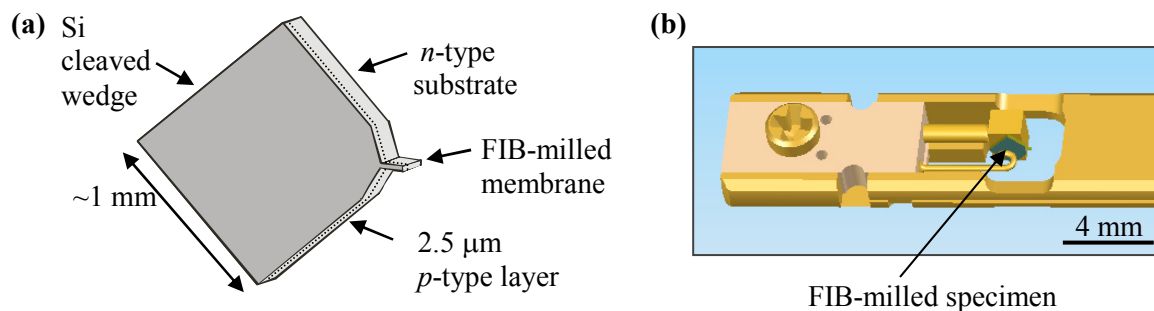 (a)
Si
cleaved
wedge
n-type
substrate
FIB-milled
membrane
~1 mm
2.5 μm
p-type layer
(b)
4 mm
FIB-milled specimen